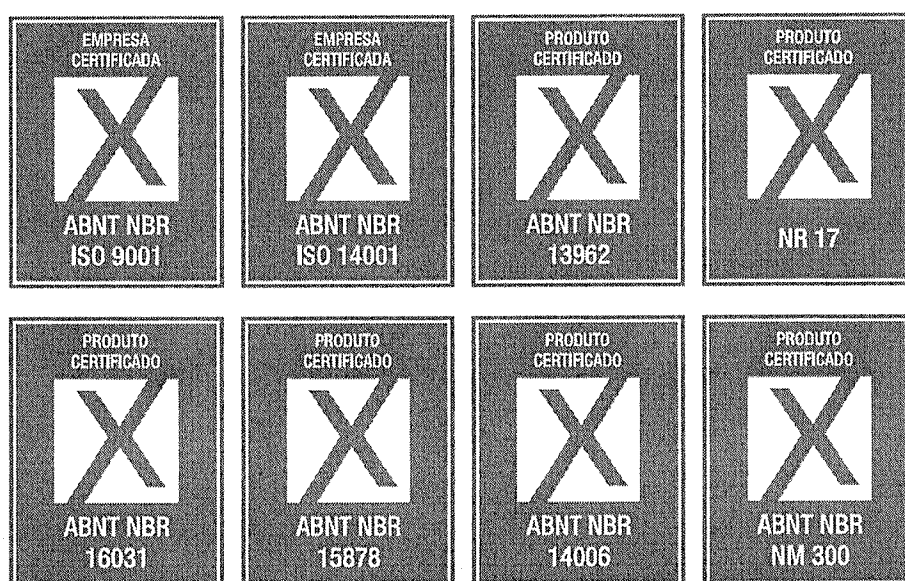 EMPRESA
CERTIFICADA
X
ABNT NBR
ISO 9001
EMPRESA
CERTIFICADA
X
ABNT NBR
ISO 14001
PRODUTO
CERTIFICADO
X
ABNT NBR
13962
PRODUTO
CERTIFICADO
X
NR 17
PRODUTO
CERTIFICADO
X
ABNT NBR
16031
PRODUTO
CERTIFICADO
X
ABNT NBR
15878
PRODUTO
CERTIFICADO
X
ABNT NBR
14006
PRODUTO
CERTIFICADO
X
ABNT NBR
NM 300